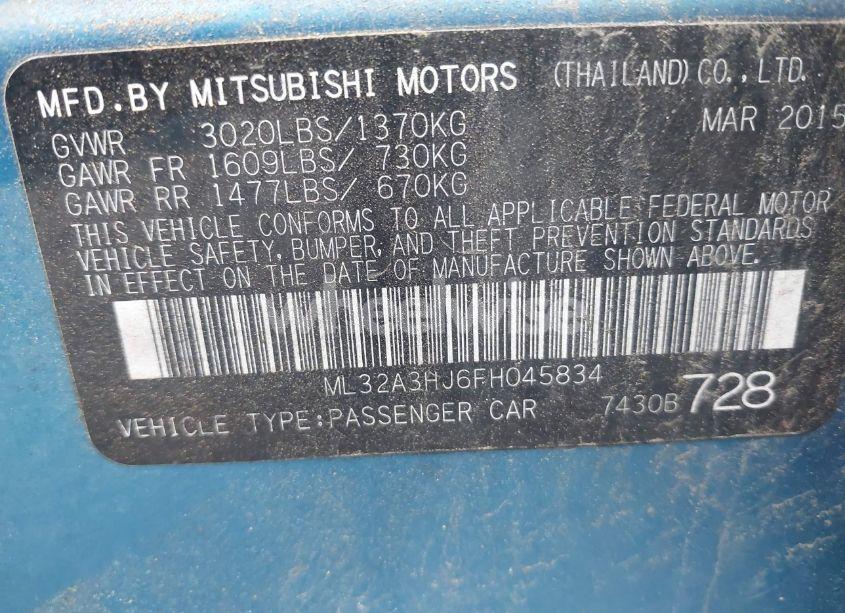 MFD.BY MITSUBISHI MOTORS (THAILAND)CO.,LTD.
GVWR 3020LBS/1370KG MAR 2015
GAWR FR 1609LBS/ 730KG
GAWR RR 1477LBS/ 670KG
THIS VEHICLE CONFORMS TO ALL APPLICABLE FEDERAL MOTOR
VEHICLE SAFETY, BUMPER, AND THEFT PREVENTION STANDARDS
IN EFFECT ON THE DATE OF MANUFACTURE SHOWN ABOVE.
wheelwise
ML32A3HJ6FH045834
VEHICLE TYPE:PASSENGER CAR 7430B 728